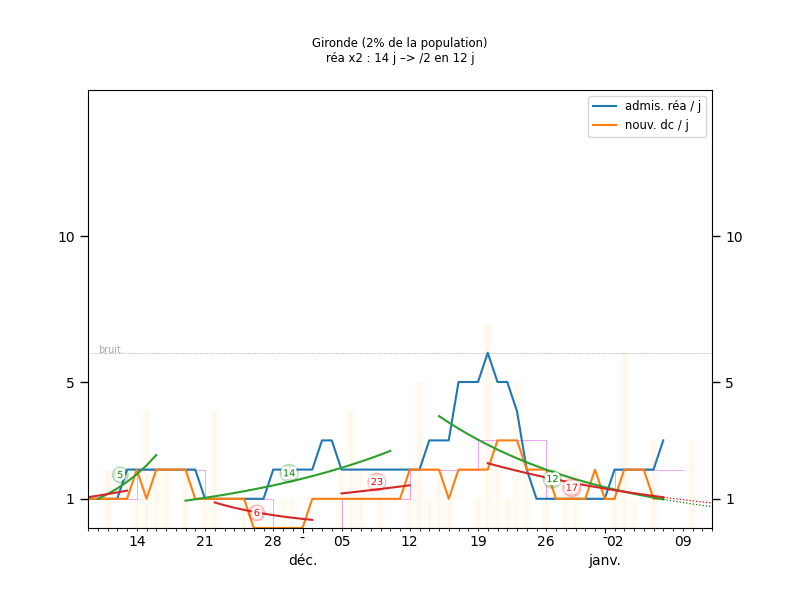 Gironde (2% de la population)
réa x2 : 14 j –> /2 en 12 j
admis. réa / j
nouv. dc / j
10 10
bruit
5 5
5 14 23 12 17
6
1 1
14 21 28 - 05 12 19 26 - 02 09
déc. janv.